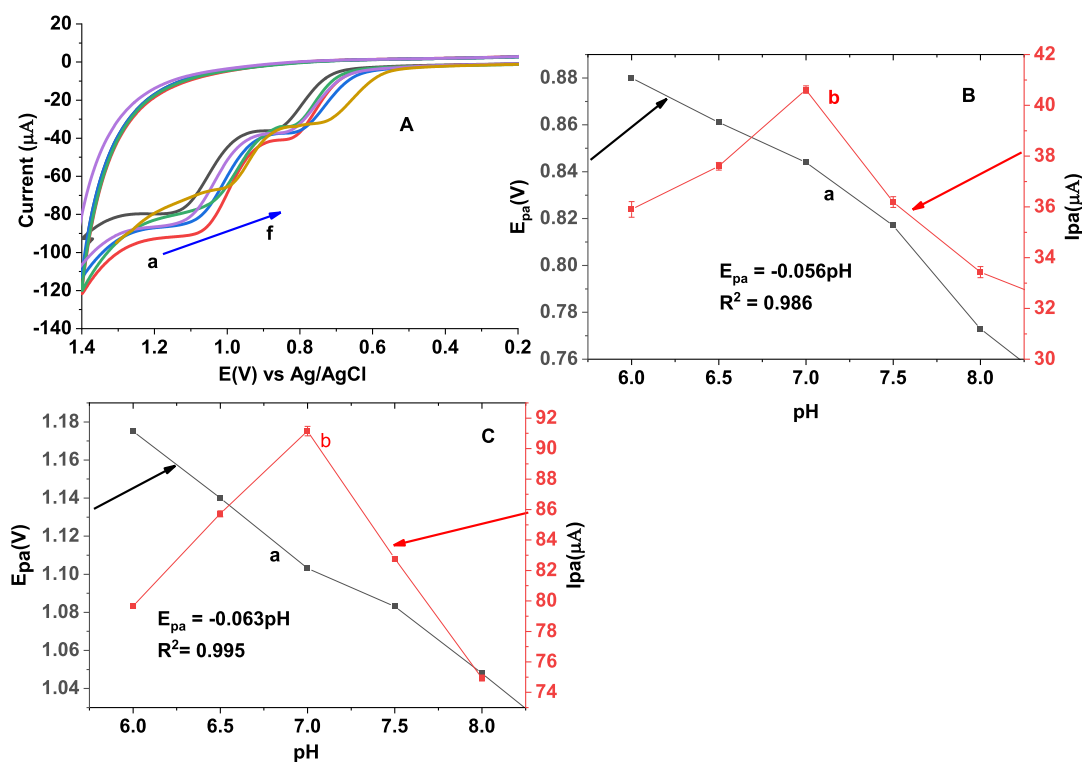 20
0
-20
-40
-60
-80
-100
-120
-140
Current (μA)
A
a
f
1.4 1.2 1.0 0.8 0.6 0.4 0.2
E(V) vs Ag/AgCl
0.88
0.86
0.84
0.82
0.80
0.78
0.76
Epa(V)
B
b
a
Epa = -0.056pH
R2 = 0.986
42
40
38
36
34
32
30
Ipa(μA)
6.0 6.5 7.0 7.5 8.0
pH
1.18
1.16
1.14
1.12
1.10
1.08
1.06
1.04
Epa(V)
C
b
a
Epa = -0.063pH
R2= 0.995
93
92
90
88
86
84
82
80
78
76
74
73
Ipa(μA)
6.0 6.5 7.0 7.5 8.0
pH